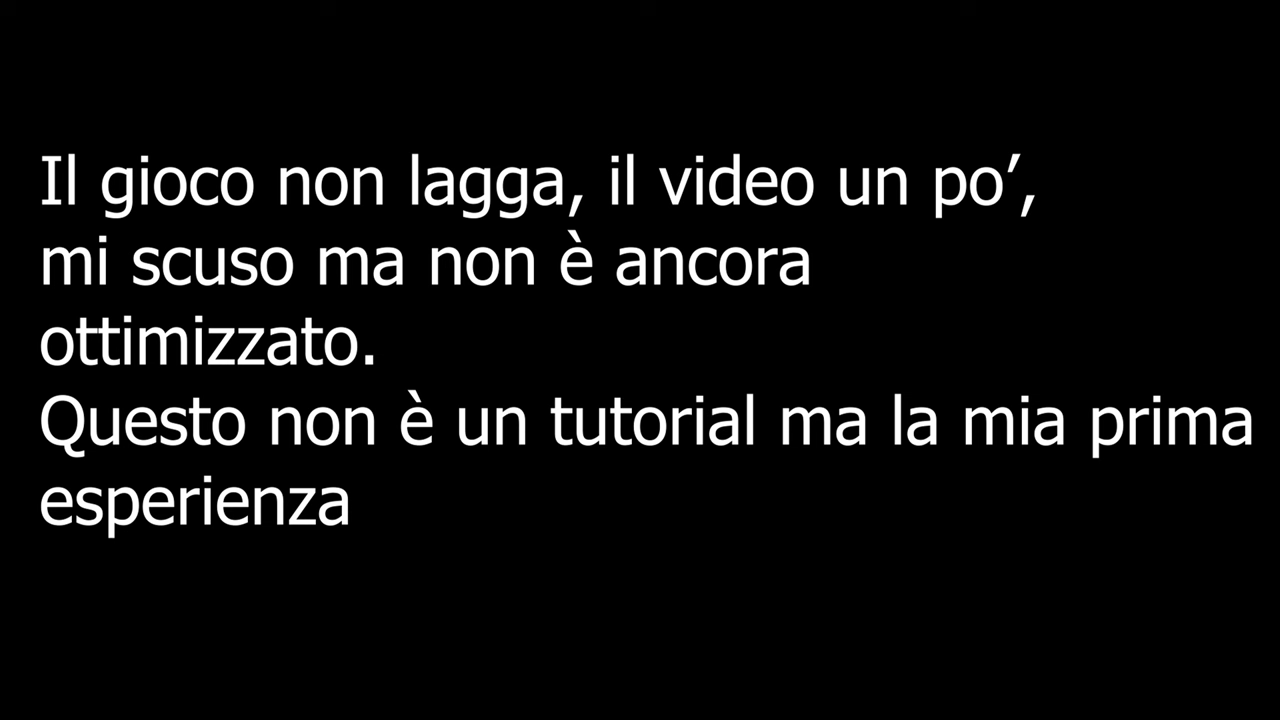 Il gioco non lagga, il video un po’,
mi scuso ma non è ancora
ottimizzato.
Questo non è un tutorial ma la mia prima
esperienza